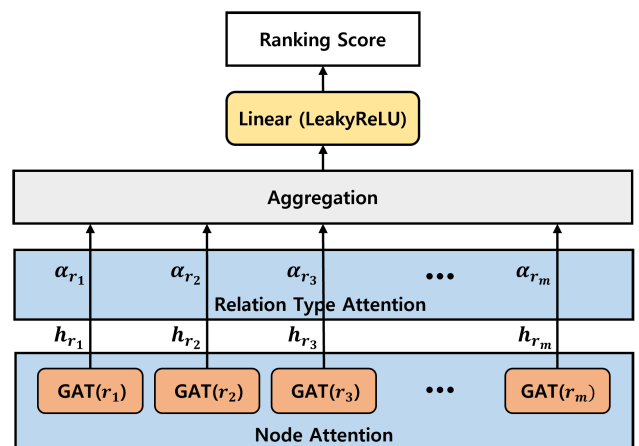 Ranking Score
Linear (LeakyReLU)
Aggregation
α_{r_1} α_{r_2} α_{r_3} ••• α_{r_m}
Relation Type Attention
h_{r_1} h_{r_2} h_{r_3} h_{r_m}
GAT(r_1) GAT(r_2) GAT(r_3) ••• GAT(r_m)
Node Attention